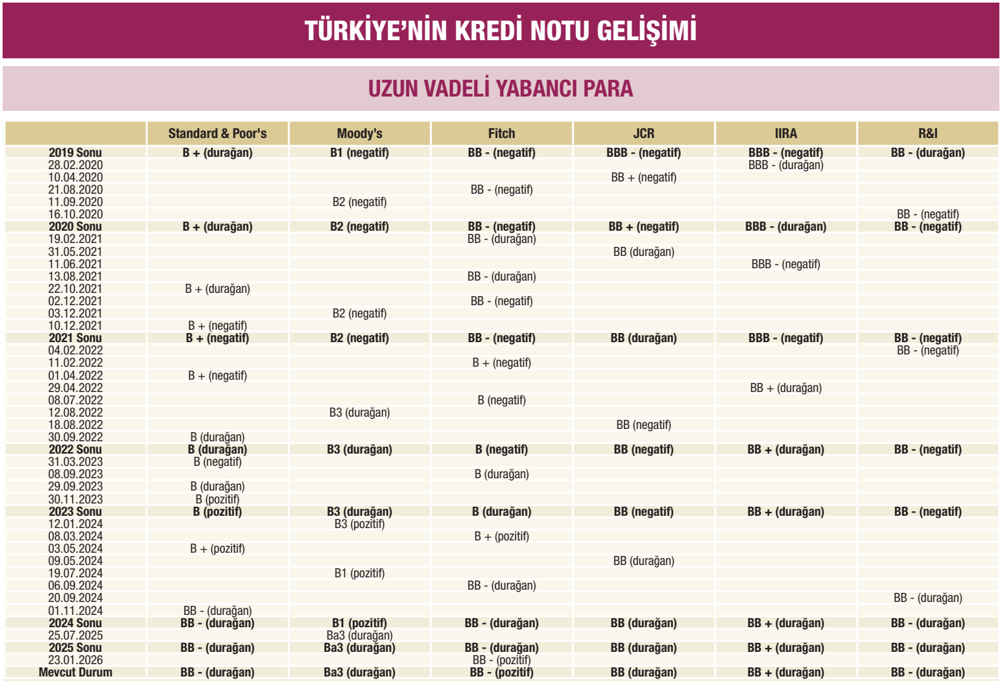 TÜRKİYE’NİN KREDİ NOTU GELİŞİMİ
UZUN VADELİ YABANCI PARA
Standard & Poor's Moody’s Fitch JCR IIRA R&I
2019 Sonu B + (durağan) B1 (negatif) BB - (negatif) BBB - (negatif) BBB - (negatif) BB - (durağan)
28.02.2020 BBB - (durağan)
10.04.2020 BB + (negatif)
21.08.2020 BB - (negatif)
11.09.2020 B2 (negatif)
16.10.2020 BB - (negatif)
2020 Sonu B + (durağan) B2 (negatif) BB - (negatif) BB + (negatif) BBB - (durağan) BB - (negatif)
19.02.2021 BB - (durağan)
31.05.2021 BB (durağan)
11.06.2021 BBB - (negatif)
13.08.2021 BB - (durağan)
22.10.2021 B + (durağan)
02.12.2021 BB - (negatif)
03.12.2021 B2 (negatif)
10.12.2021 B + (negatif)
2021 Sonu B + (negatif) B2 (negatif) BB - (negatif) BB (durağan) BBB - (negatif) BB - (negatif)
04.02.2022 BB - (negatif)
11.02.2022 B + (negatif)
01.04.2022 B + (negatif)
29.04.2022 BB + (durağan)
08.07.2022 B (negatif)
12.08.2022 B3 (durağan)
18.08.2022 BB (negatif)
30.09.2022 B (durağan)
2022 Sonu B (durağan) B3 (durağan) B (negatif) BB (negatif) BB + (durağan) BB - (negatif)
31.03.2023 B (negatif)
08.09.2023 B (durağan)
29.09.2023 B (durağan)
30.11.2023 B (pozitif)
2023 Sonu B (pozitif) B3 (durağan) B (durağan) BB (negatif) BB + (durağan) BB - (negatif)
12.01.2024 B3 (pozitif)
08.03.2024 B + (pozitif)
03.05.2024 B + (pozitif)
09.05.2024 BB (durağan)
19.07.2024 B1 (pozitif)
06.09.2024 BB - (durağan)
20.09.2024 BB - (durağan)
01.11.2024 BB - (durağan)
2024 Sonu BB - (durağan) B1 (pozitif) BB - (durağan) BB (durağan) BB + (durağan) BB - (durağan)
25.07.2025 Ba3 (durağan)
2025 Sonu BB - (durağan) Ba3 (durağan) BB - (durağan) BB (durağan) BB + (durağan) BB - (durağan)
23.01.2026 BB - (pozitif)
Mevcut Durum BB - (durağan) Ba3 (durağan) BB - (pozitif) BB (durağan) BB + (durağan) BB - (durağan)